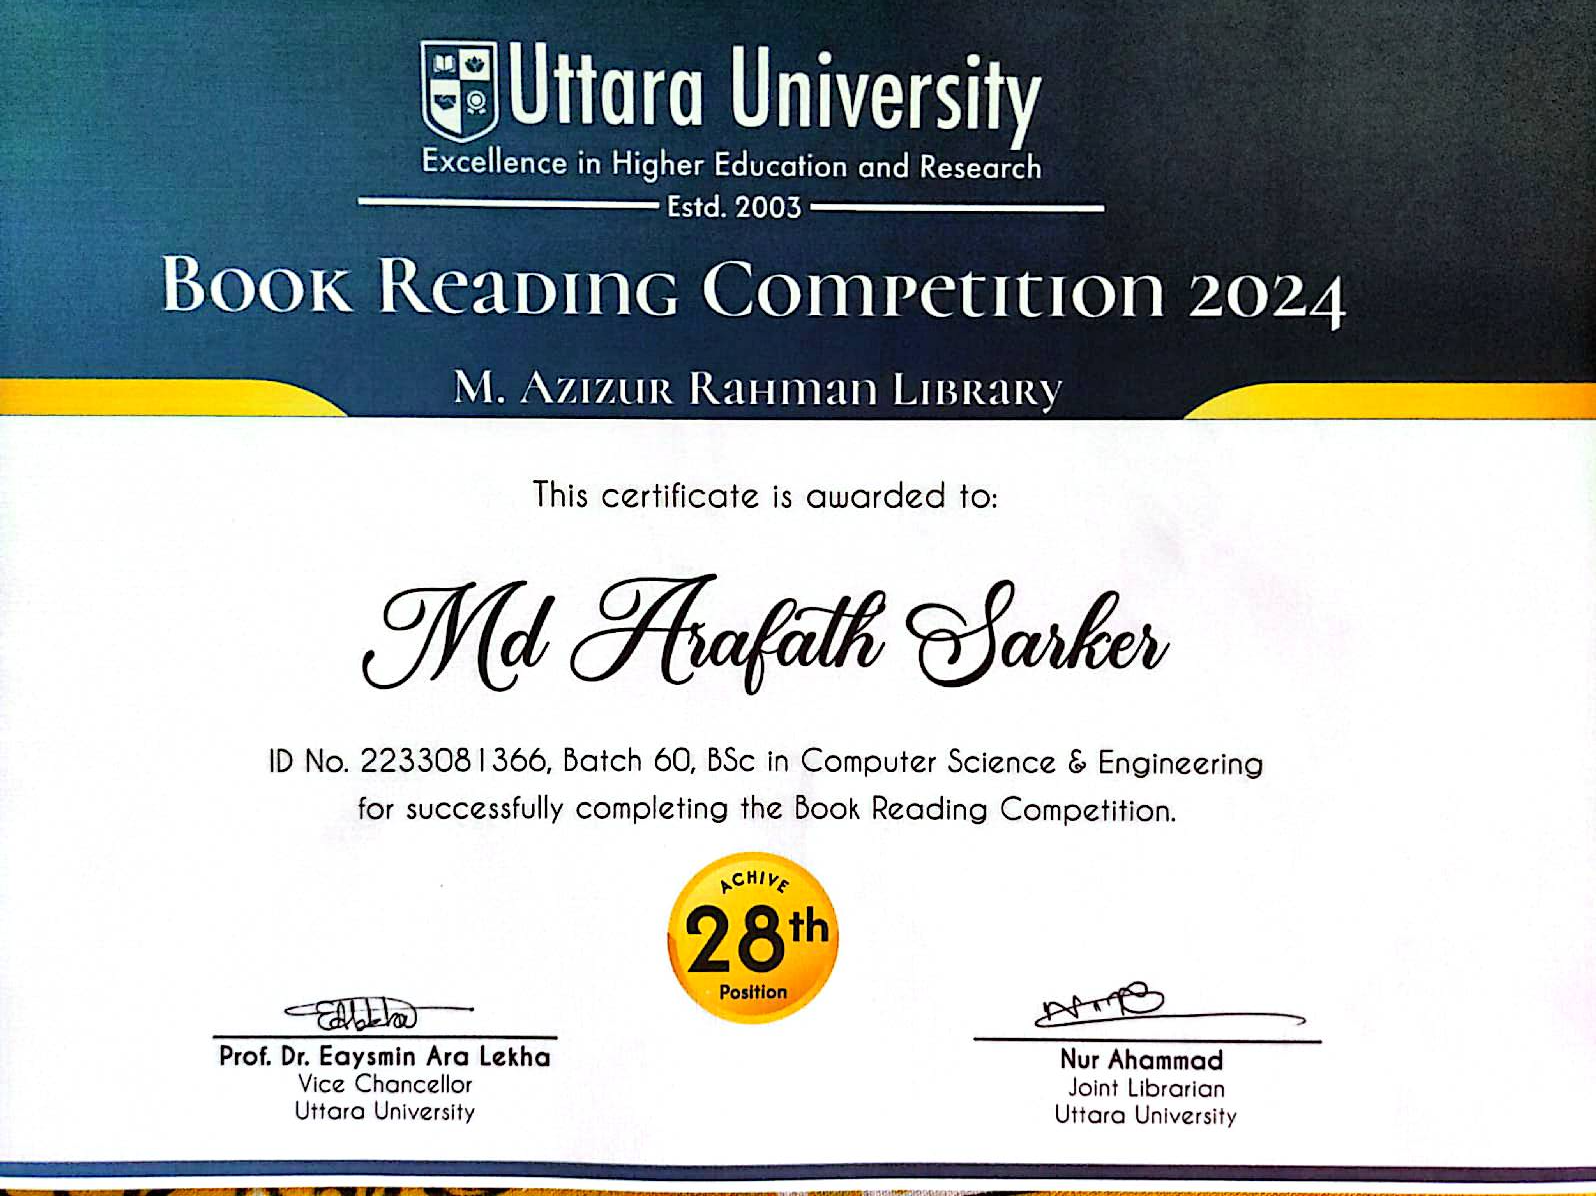 Uttara University
Excellence in Higher Education and Research
Estd. 2003
Book Reading Competition 2024
M. Azizur Rahman Library
This certificate is awarded to:
Md Arafath Sarker
ID No. 2233081366, Batch 60, BSc in Computer Science & Engineering
for successfully completing the Book Reading Competition.
ACHIVE
28th
Position
Prof. Dr. Eaysmin Ara Lekha
Vice Chancellor
Uttara University
Nur Ahammad
Joint Librarian
Uttara University